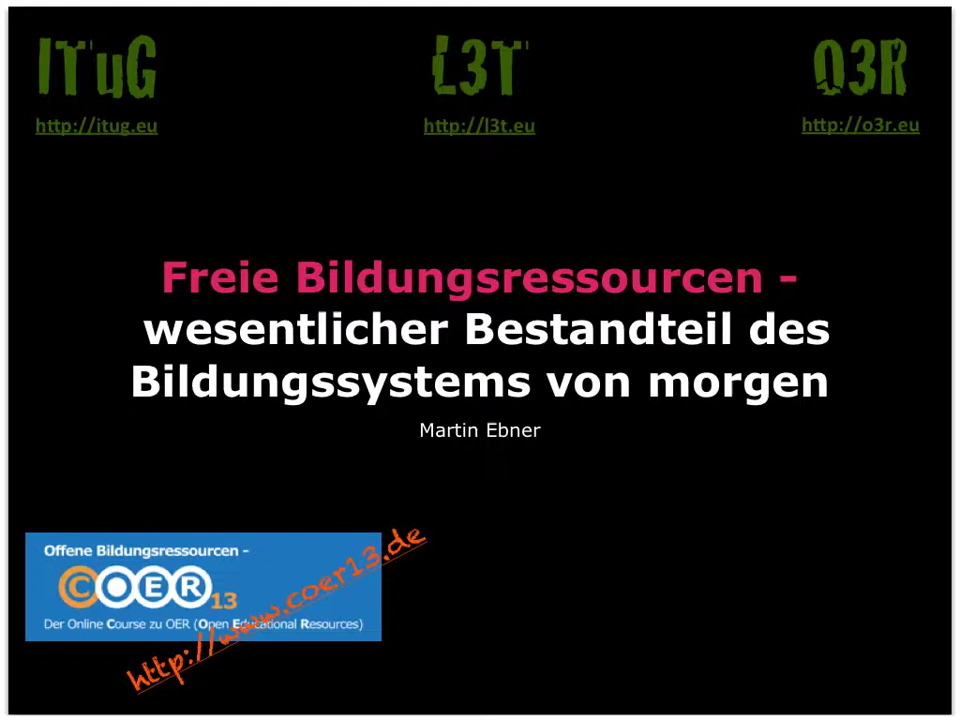 ITuG
http://itug.eu
L3T
http://l3t.eu
O3R
http://o3r.eu
Freie Bildungsressourcen -
wesentlicher Bestandteil des
Bildungssystems von morgen
Martin Ebner
Offene Bildungsressourcen -
COER13
Der Online Course zu OER (Open Educational Resources)
http://www.coer13.de